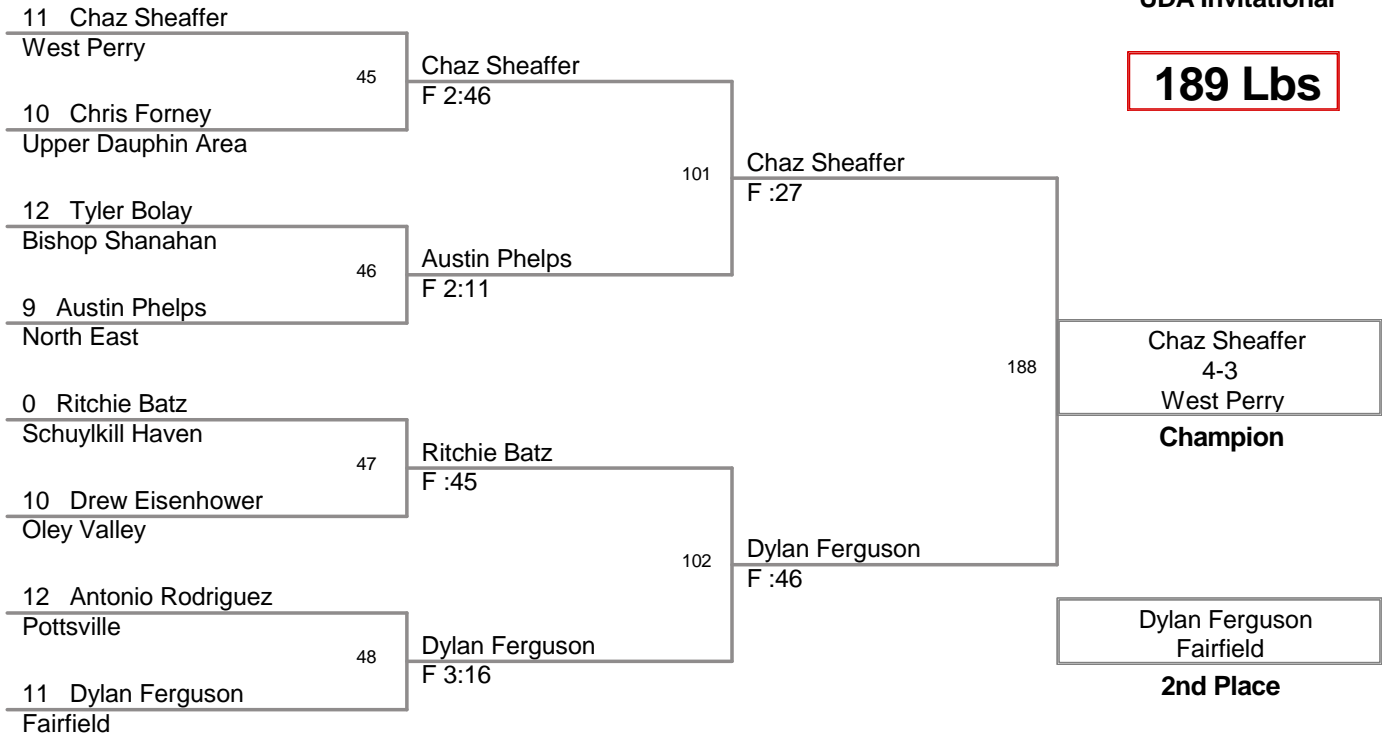 UDA Invitational
189 Lbs
11 Chaz Sheaffer
West Perry
45
10 Chris Forney
Upper Dauphin Area
12 Tyler Bolay
Bishop Shanahan
46
9 Austin Phelps
North East
0 Ritchie Batz
Schuylkill Haven
47
10 Drew Eisenhower
Oley Valley
12 Antonio Rodriguez
Pottsville
48
11 Dylan Ferguson
Fairfield
Chaz Sheaffer
F 2:46
101
Austin Phelps
F 2:11
Ritchie Batz
F :45
102
Dylan Ferguson
F 3:16
Chaz Sheaffer
F :27
188
Dylan Ferguson
F :46
Chaz Sheaffer
4-3
West Perry
Champion
Dylan Ferguson
Fairfield
2nd Place